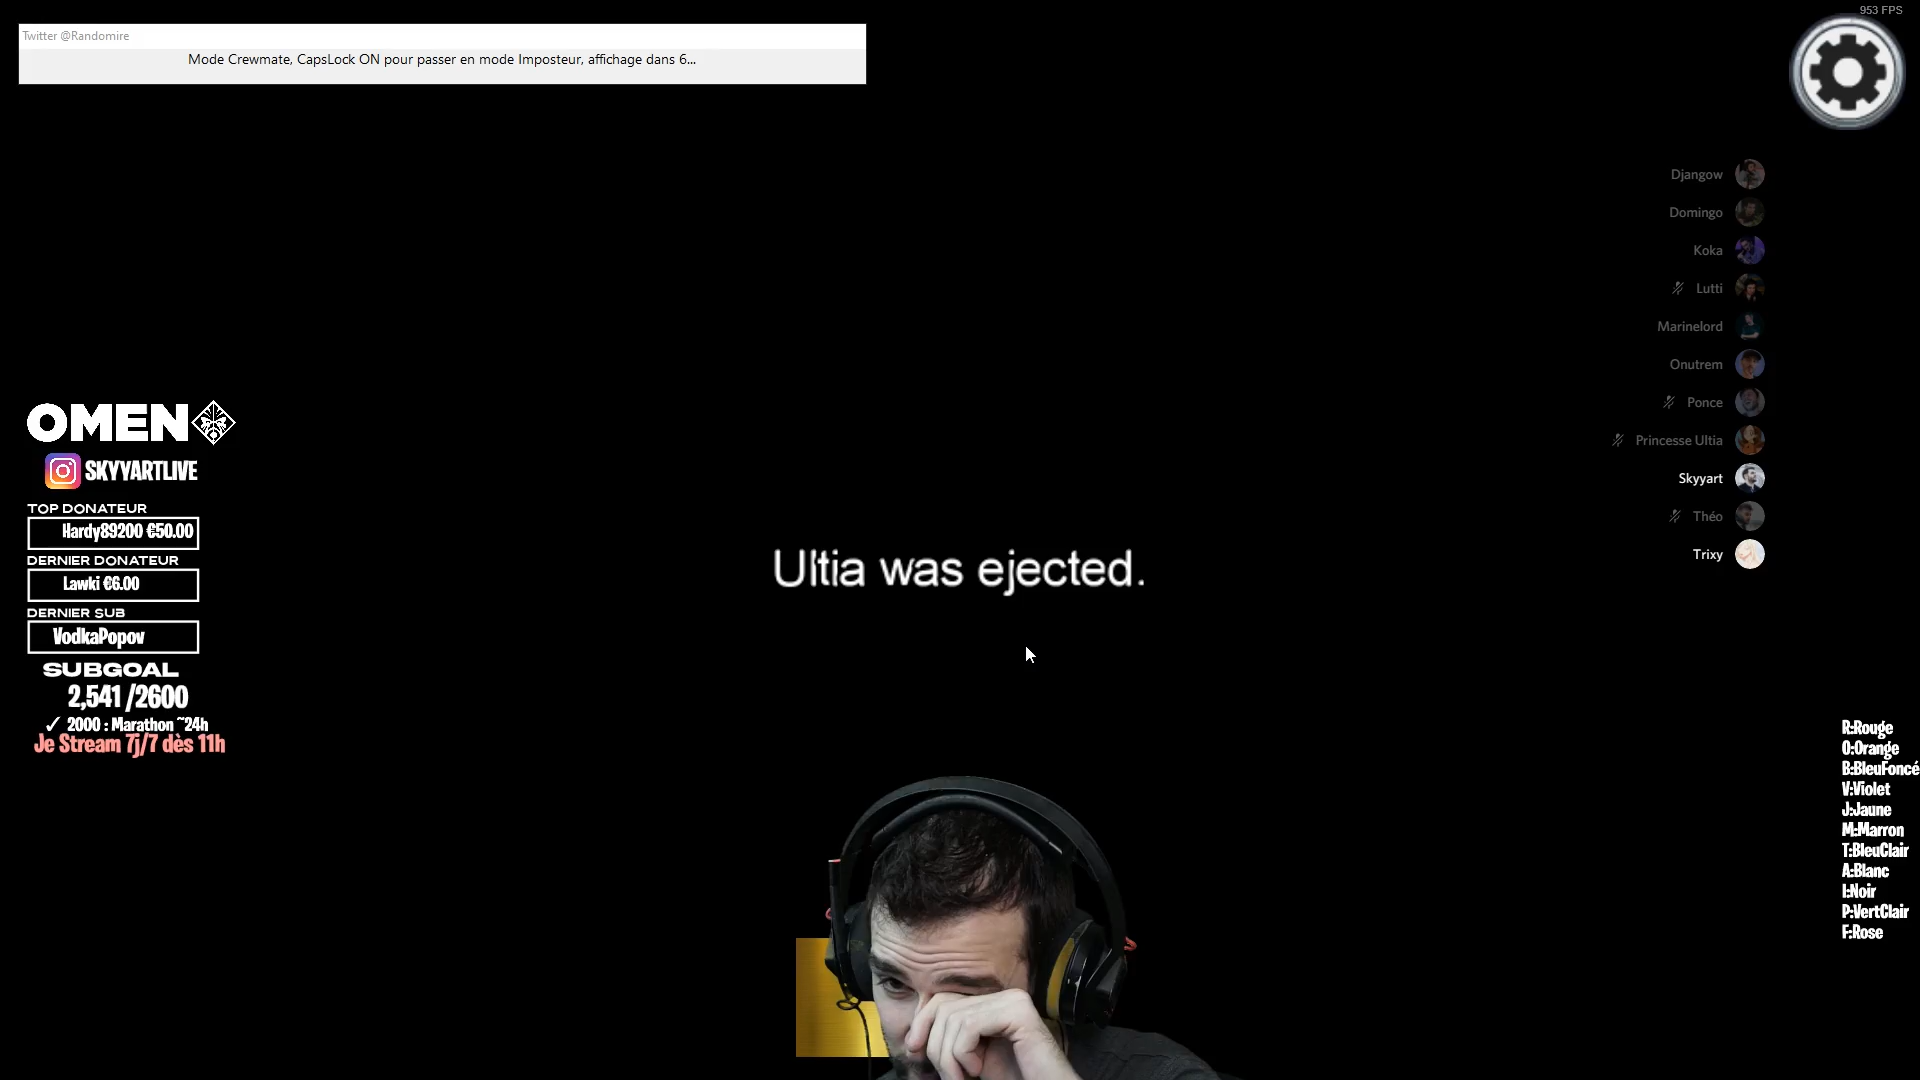 953 FPS
Twitter @Randomire
Mode Crewmate, CapsLock ON pour passer en mode Imposteur, affichage dans 6...
Djangow
Domingo
Koka
Lutti
Marinelord
Onutrem
Ponce
Princesse Ultia
Skyyart
Théo
Trixy
OMEN
SKYYARTLIVE
TOP DONATEUR
Hardy89200 €50.00
DERNIER DONATEUR
Lawki €6.00
DERNIER SUB
VodkaPopov
SUBGOAL
2,541 /2600
✓ 2000 : Marathon ~24h
Je Stream 7j/7 dès 11h
Ultia was ejected.
R:Rouge
O:Orange
B:BleuFoncé
V:Violet
J:Jaune
M:Marron
T:BleuClair
A:Blanc
I:Noir
P:VertClair
F:Rose